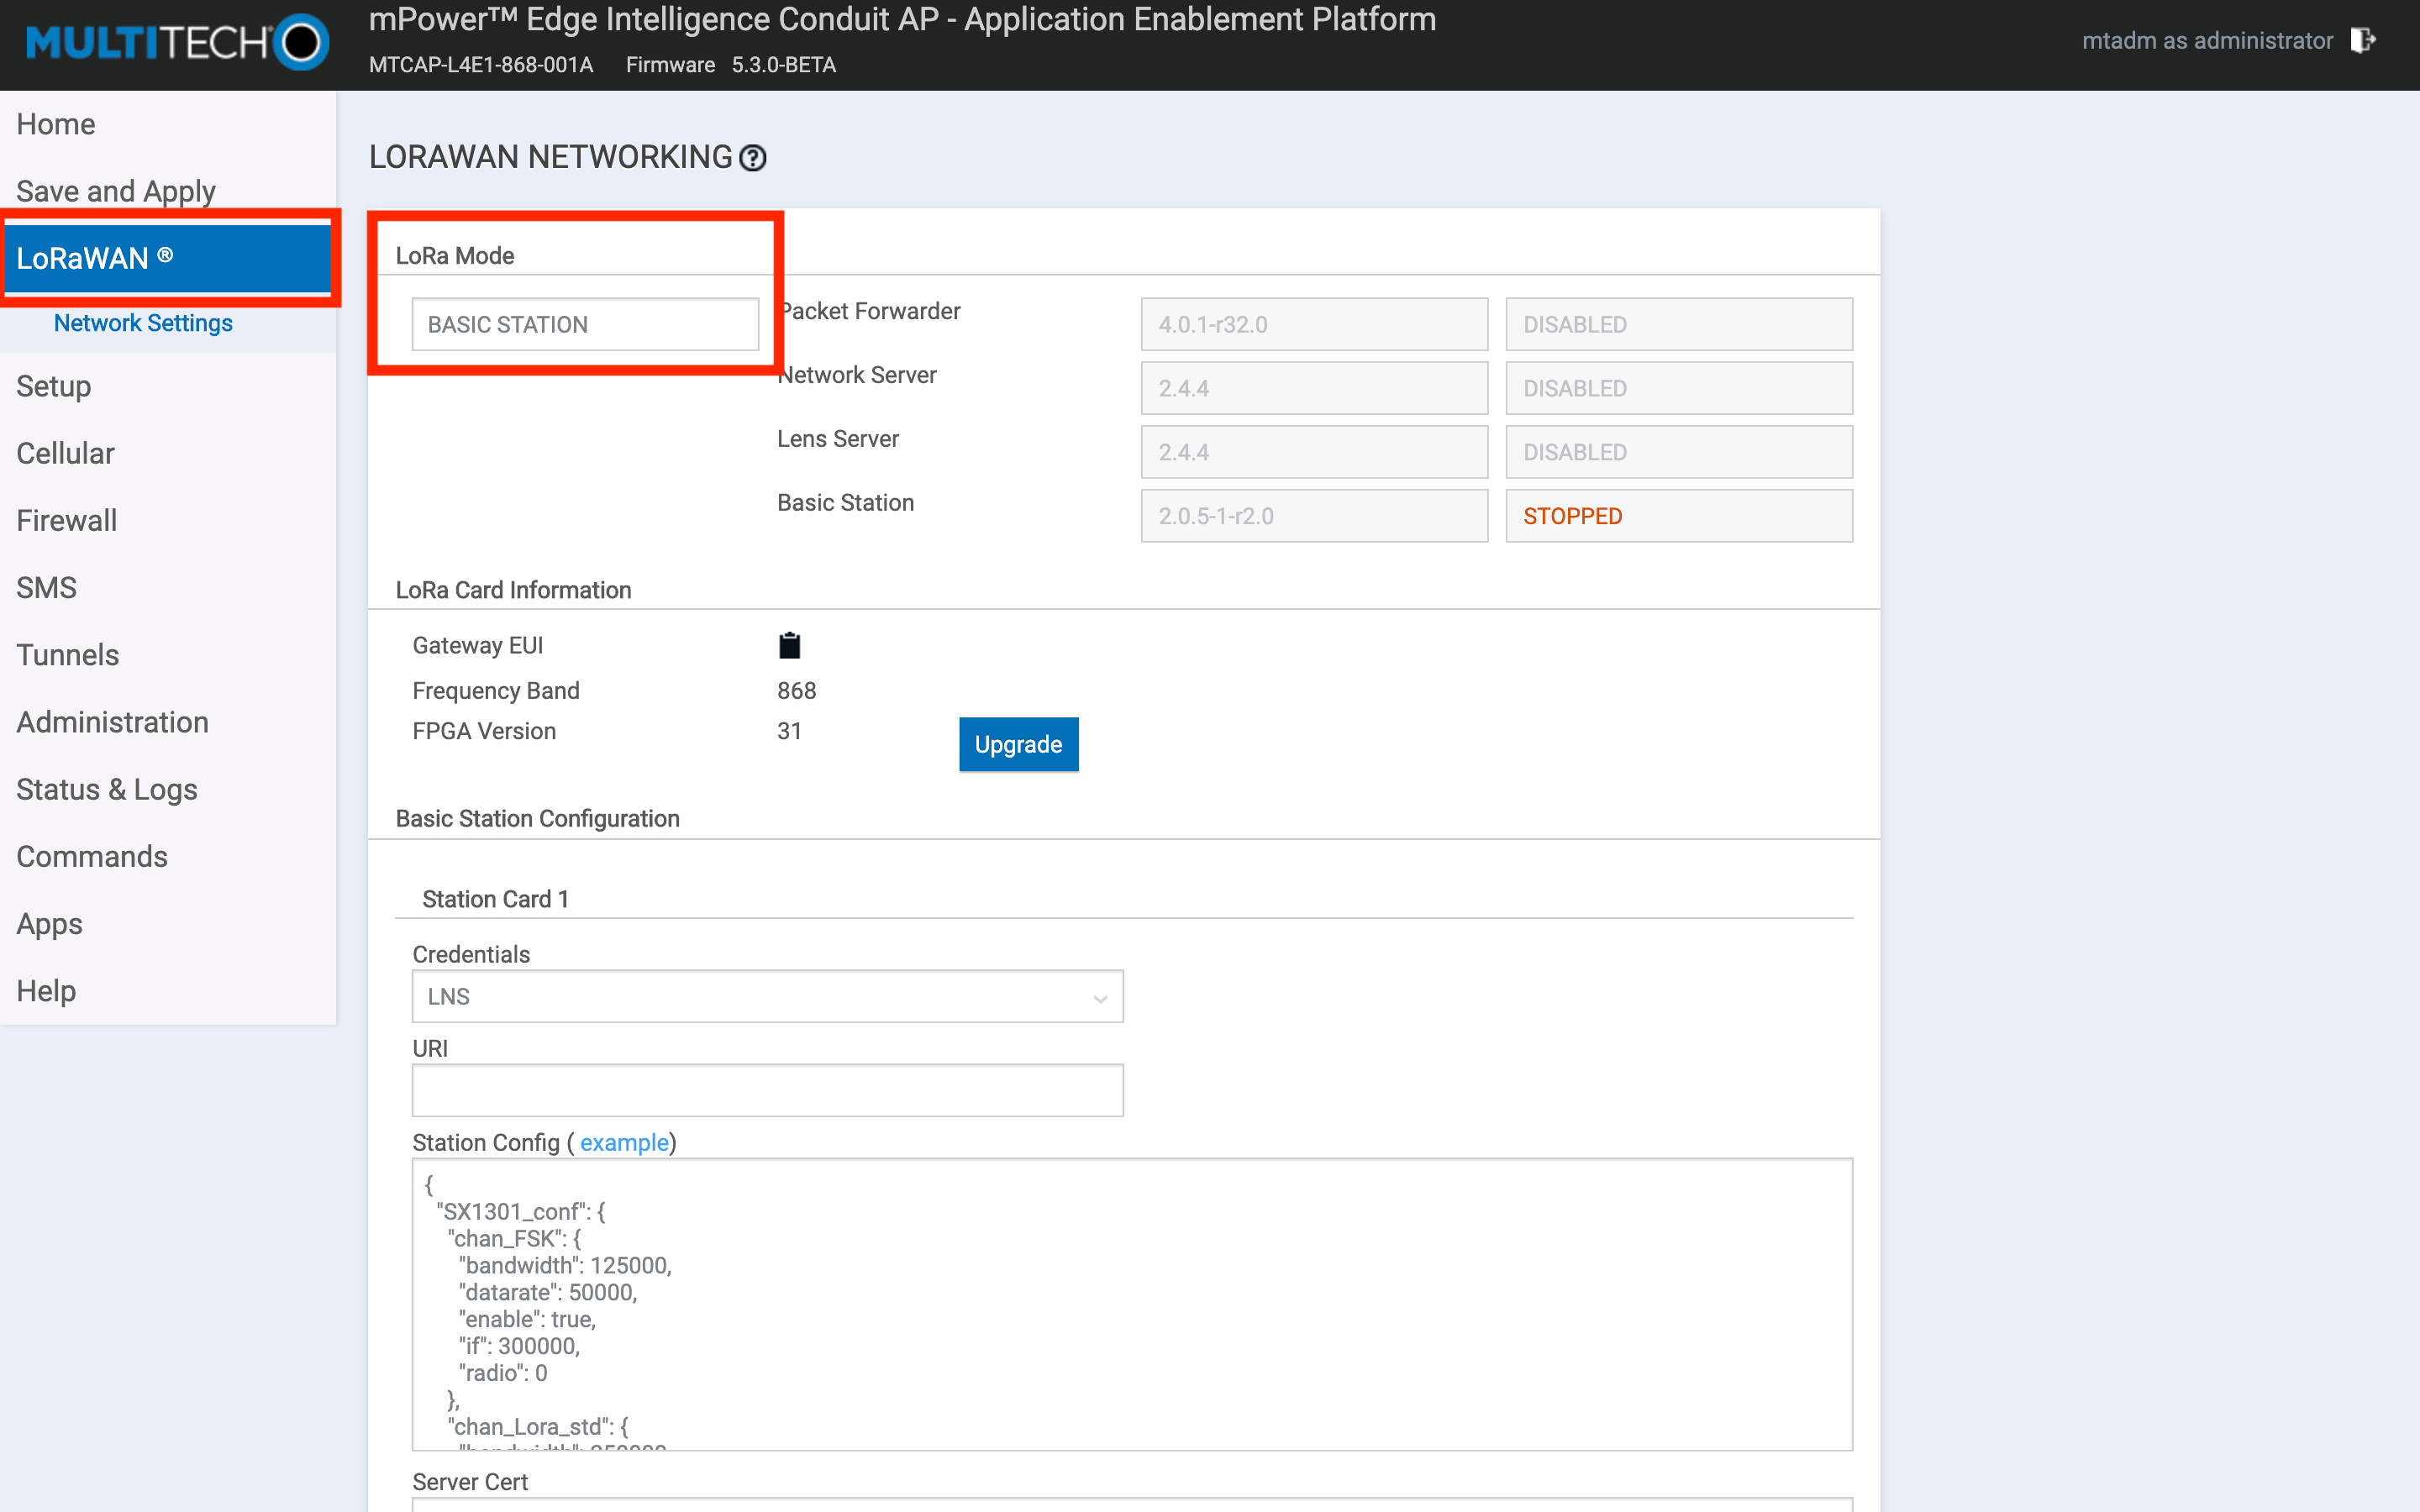 MULTITECH
mPower™ Edge Intelligence Conduit AP - Application Enablement Platform
MTCAP-L4E1-868-001A Firmware 5.3.0-BETA
mtadm as administrator
Home
Save and Apply
LoRaWAN ®
Network Settings
Setup
Cellular
Firewall
SMS
Tunnels
Administration
Status & Logs
Commands
Apps
Help
LORAWAN NETWORKING ?
LoRa Mode
BASIC STATION
Packet Forwarder 4.0.1-r32.0 DISABLED
Network Server 2.4.4 DISABLED
Lens Server 2.4.4 DISABLED
Basic Station 2.0.5-1-r2.0 STOPPED
LoRa Card Information
Gateway EUI
Frequency Band 868
FPGA Version 31 Upgrade
Basic Station Configuration
Station Card 1
Credentials
LNS
URI
Station Config ( example)
{
"SX1301_conf": {
"chan_FSK": {
"bandwidth": 125000,
"datarate": 50000,
"enable": true,
"if": 300000,
"radio": 0
},
"chan_Lora_std": {
Server Cert